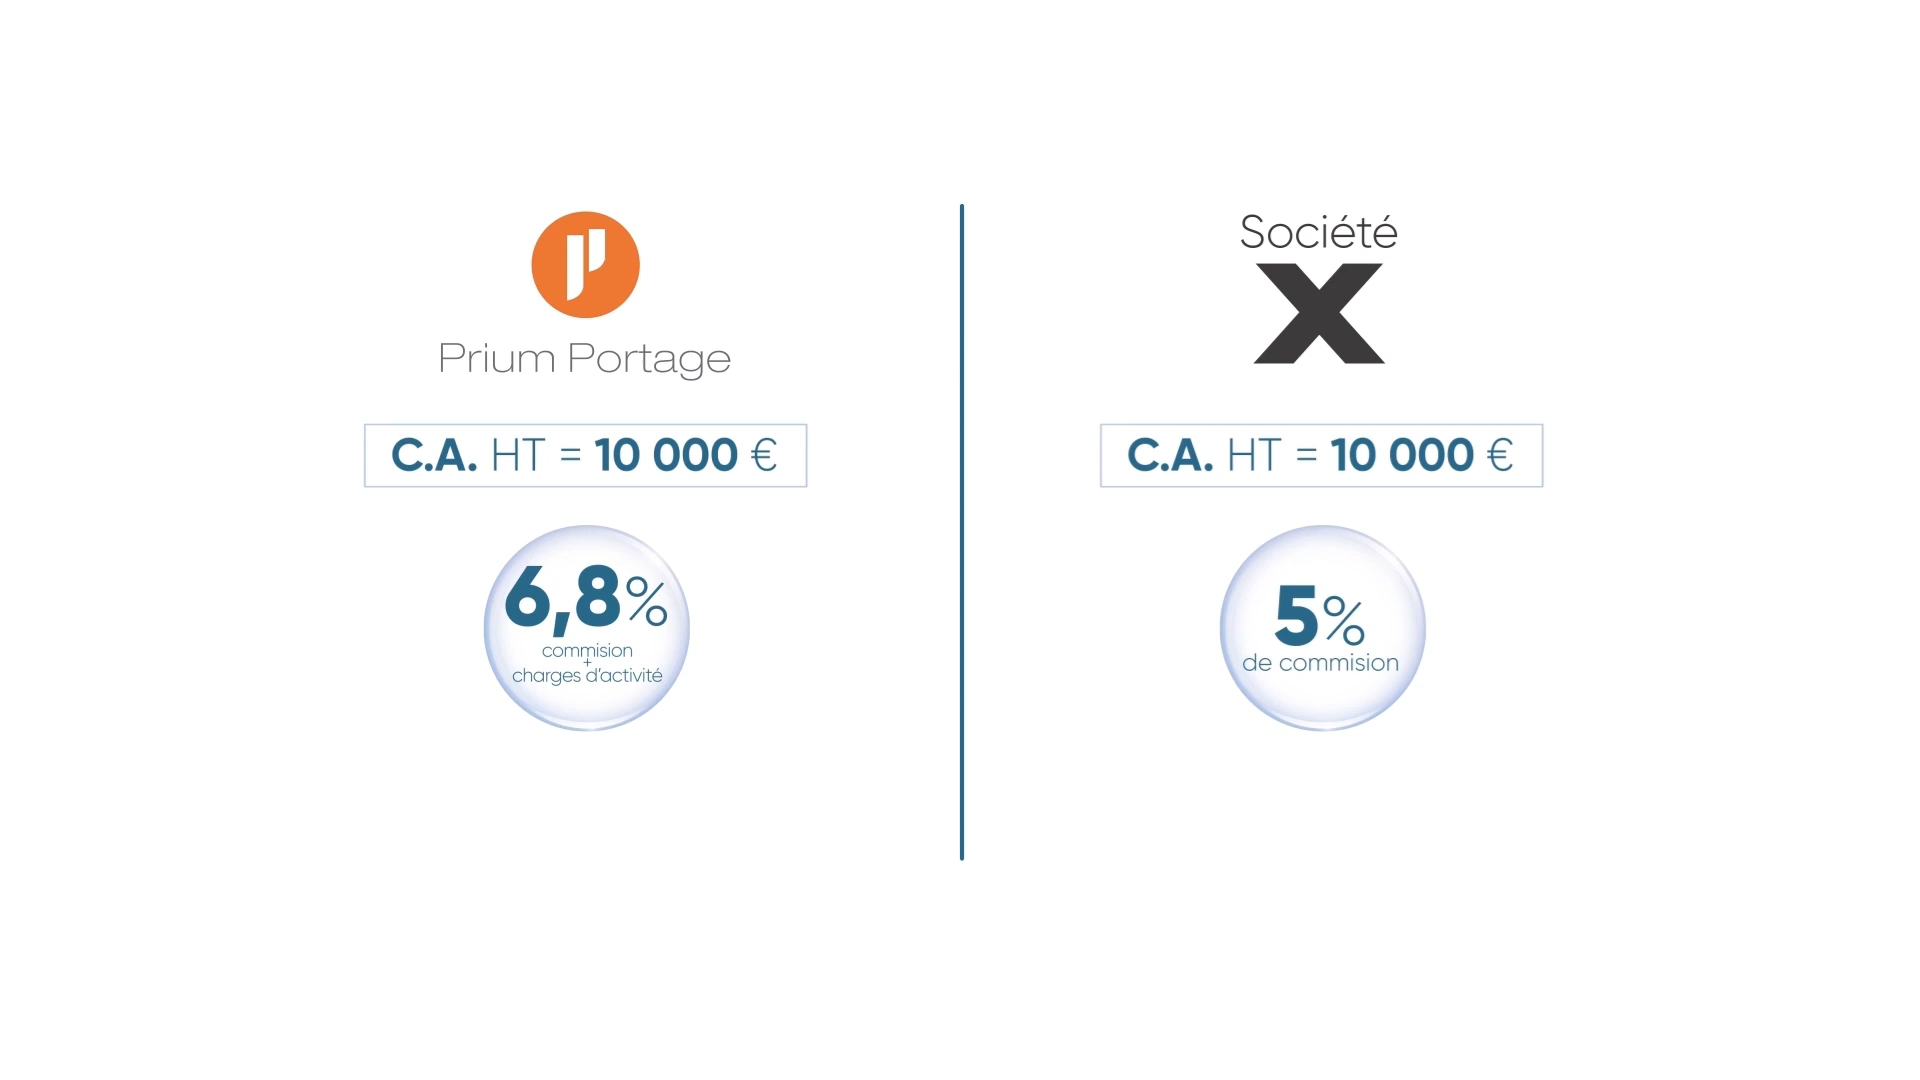 Prium Portage
C.A. HT = 10 000 €
6,8%
commision
+
charges d'activité
Société
X
C.A. HT = 10 000 €
5%
de commision